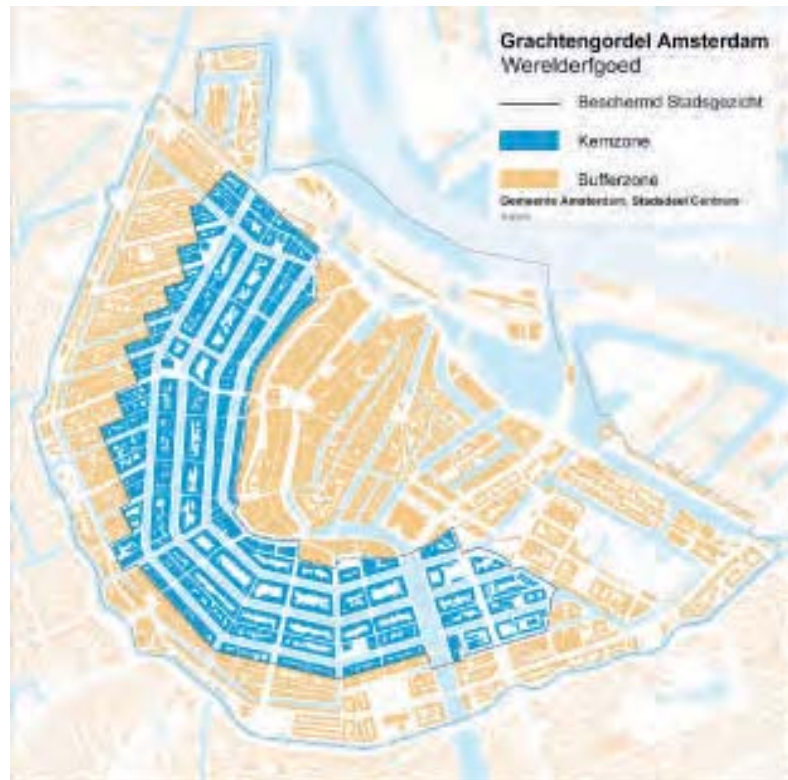 Grachtengordel Amsterdam
Werelderfgoed
Beschermd Stadsgezicht
Kernzone
Bufferzone
Gemeente Amsterdam, Stadsdeel Centrum